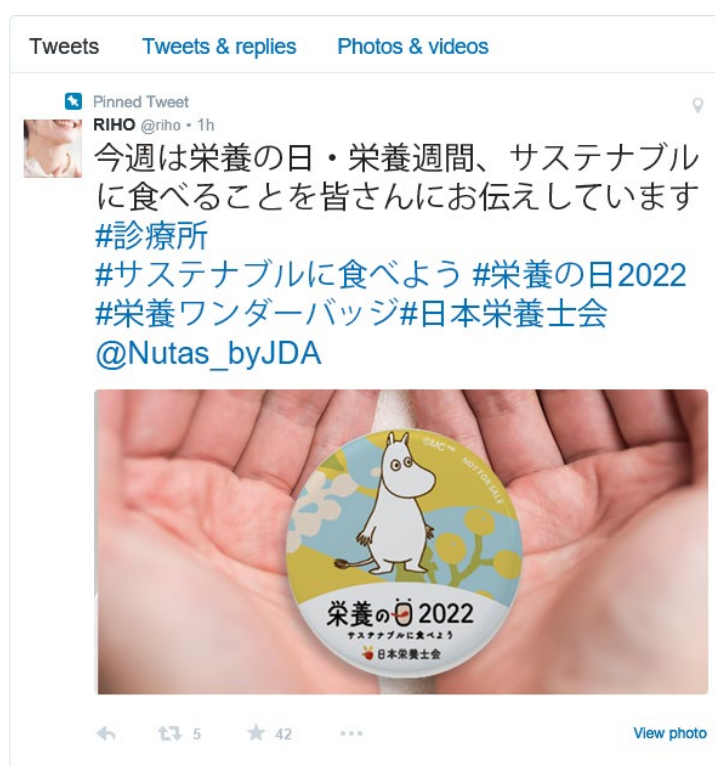 Tweets Tweets & replies Photos & videos
Pinned Tweet
RIHO @riho • 1h
今週は栄養の日・栄養週間、サステナブル
に食べることを皆さんにお伝えしています
#診療所
#サステナブルに食べよう #栄養の日2022
#栄養ワンダーバッジ#日本栄養士会
@Nutas_byJDA
©MC™ NOT FOR SALE
栄養の日2022
サステナブルに食べよう
日本栄養士会
5 42 View photo